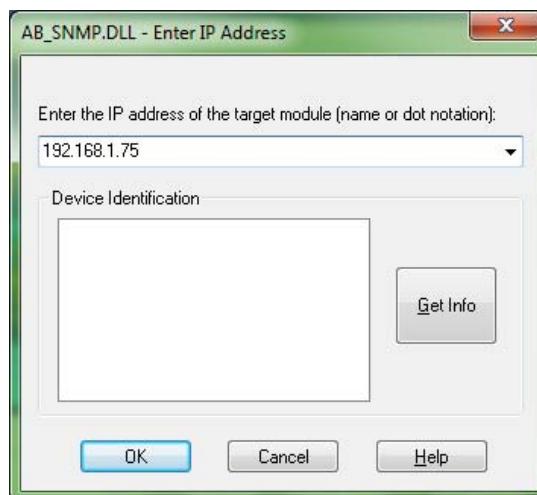 AB_SNMP.DLL - Enter IP Address
Enter the IP address of the target module (name or dot notation):
192.168.1.75
Device Identification
Get Info
OK Cancel Help